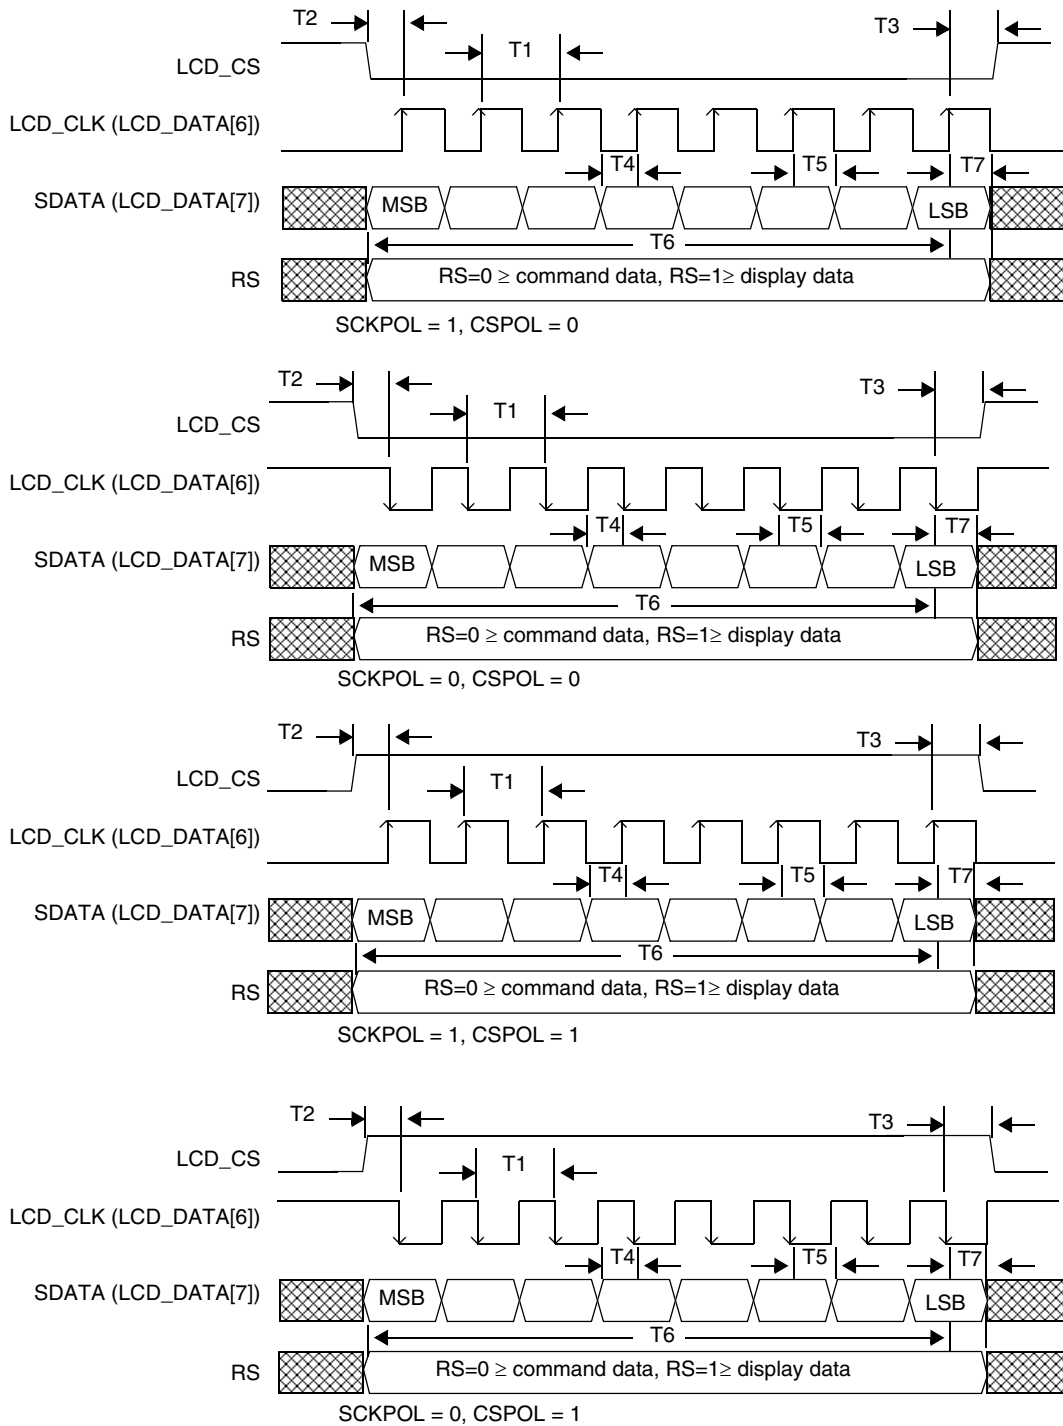 T2
T3
T1
LCD_CS
LCD_CLK (LCD_DATA[6])
T4 T5 T7
SDATA (LCD_DATA[7])
MSB LSB
T6
RS
RS=0 ≥ command data, RS=1≥ display data
SCKPOL = 1, CSPOL = 0
T2
T3
T1
LCD_CS
LCD_CLK (LCD_DATA[6])
T4 T5 T7
SDATA (LCD_DATA[7])
MSB LSB
T6
RS
RS=0 ≥ command data, RS=1≥ display data
SCKPOL = 0, CSPOL = 0
T2
T3
T1
LCD_CS
LCD_CLK (LCD_DATA[6])
T4 T5 T7
SDATA (LCD_DATA[7])
MSB LSB
T6
RS
RS=0 ≥ command data, RS=1≥ display data
SCKPOL = 1, CSPOL = 1
T2
T3
T1
LCD_CS
LCD_CLK (LCD_DATA[6])
T4 T5 T7
SDATA (LCD_DATA[7])
MSB LSB
T6
RS
RS=0 ≥ command data, RS=1≥ display data
SCKPOL = 0, CSPOL = 1